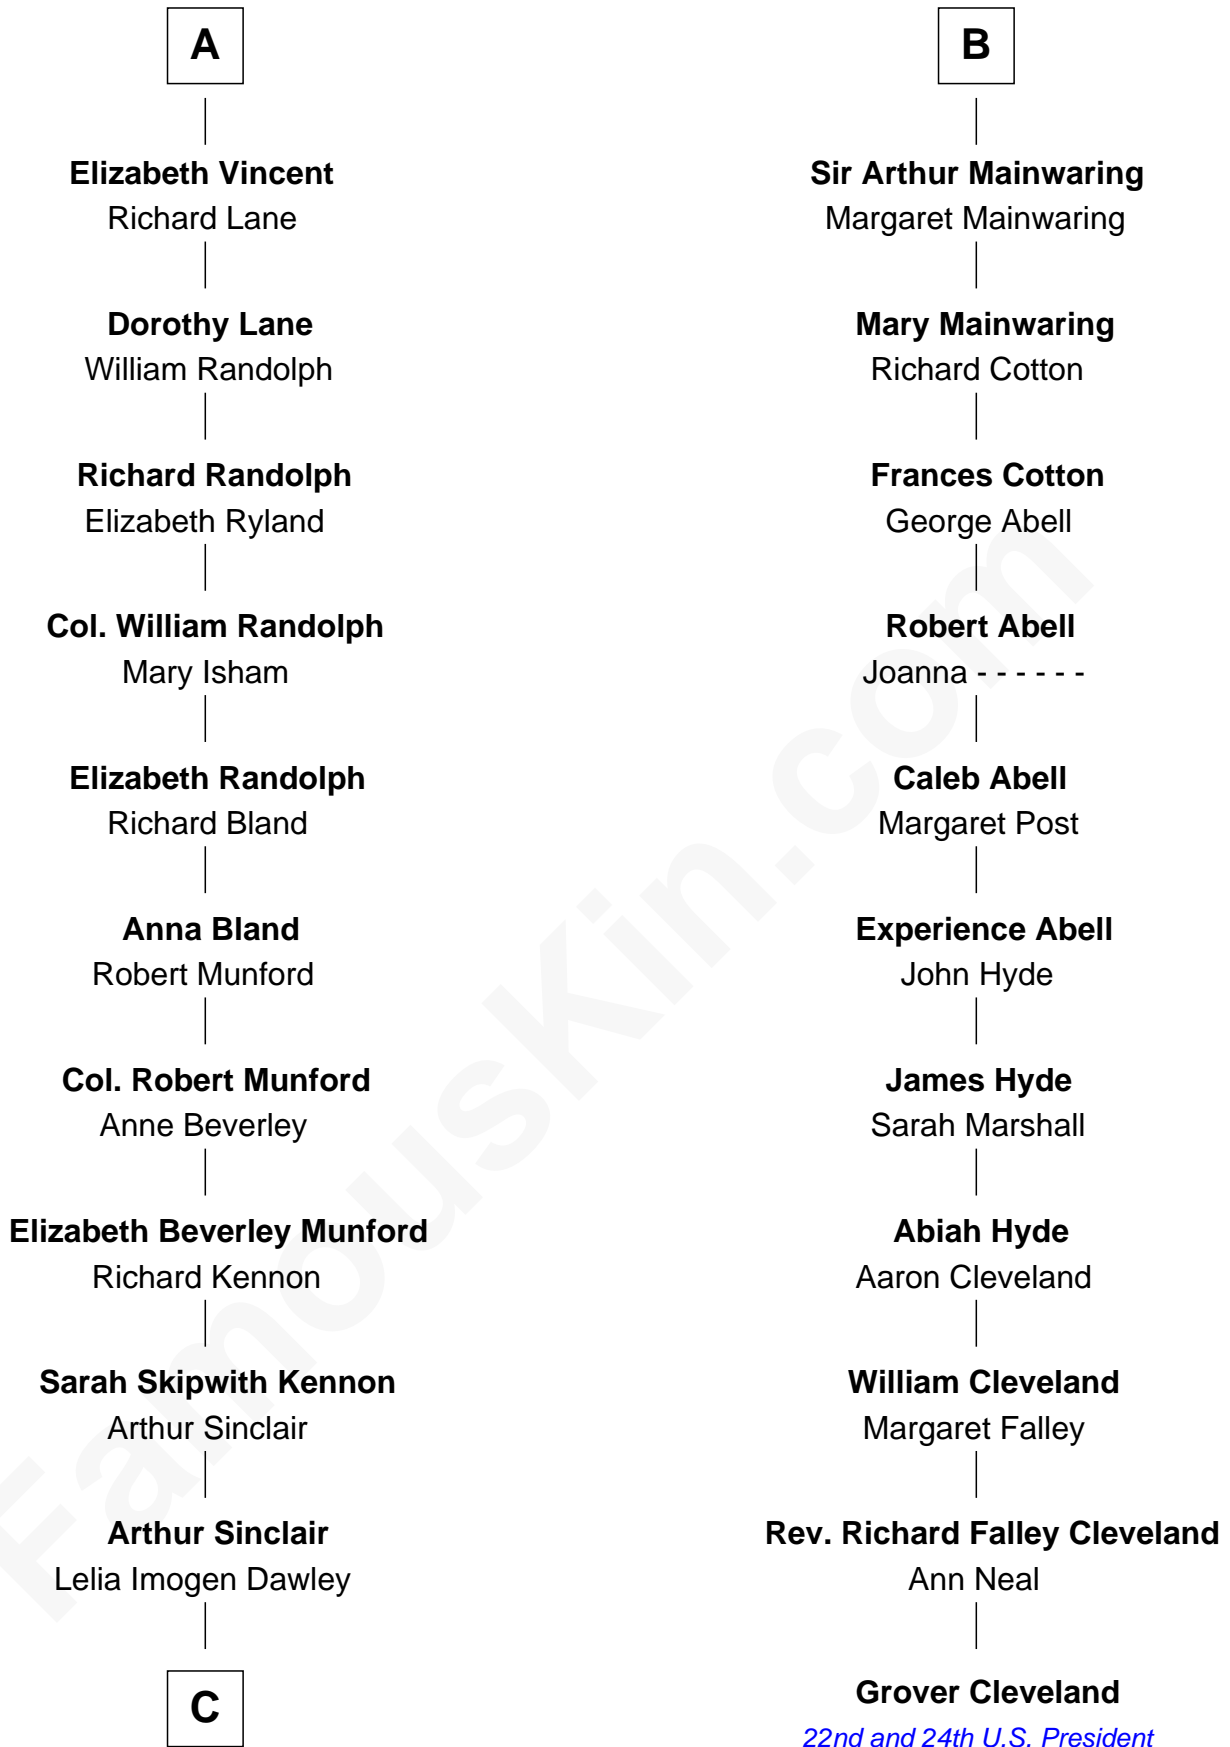 A
Elizabeth Vincent
Richard Lane
Dorothy Lane
William Randolph
Richard Randolph
Elizabeth Ryland
Col. William Randolph
Mary Isham
Elizabeth Randolph
Richard Bland
Anna Bland
Robert Munford
Col. Robert Munford
Anne Beverley
Elizabeth Beverley Munford
Richard Kennon
Sarah Skipwith Kennon
Arthur Sinclair
Arthur Sinclair
Lelia Imogen Dawley
C
B
Sir Arthur Mainwaring
Margaret Mainwaring
Mary Mainwaring
Richard Cotton
Frances Cotton
George Abell
Robert Abell
Joanna - - - - - -
Caleb Abell
Margaret Post
Experience Abell
John Hyde
James Hyde
Sarah Marshall
Abiah Hyde
Aaron Cleveland
William Cleveland
Margaret Falley
Rev. Richard Falley Cleveland
Ann Neal
Grover Cleveland
22nd and 24th U.S. President
FamousKin.com